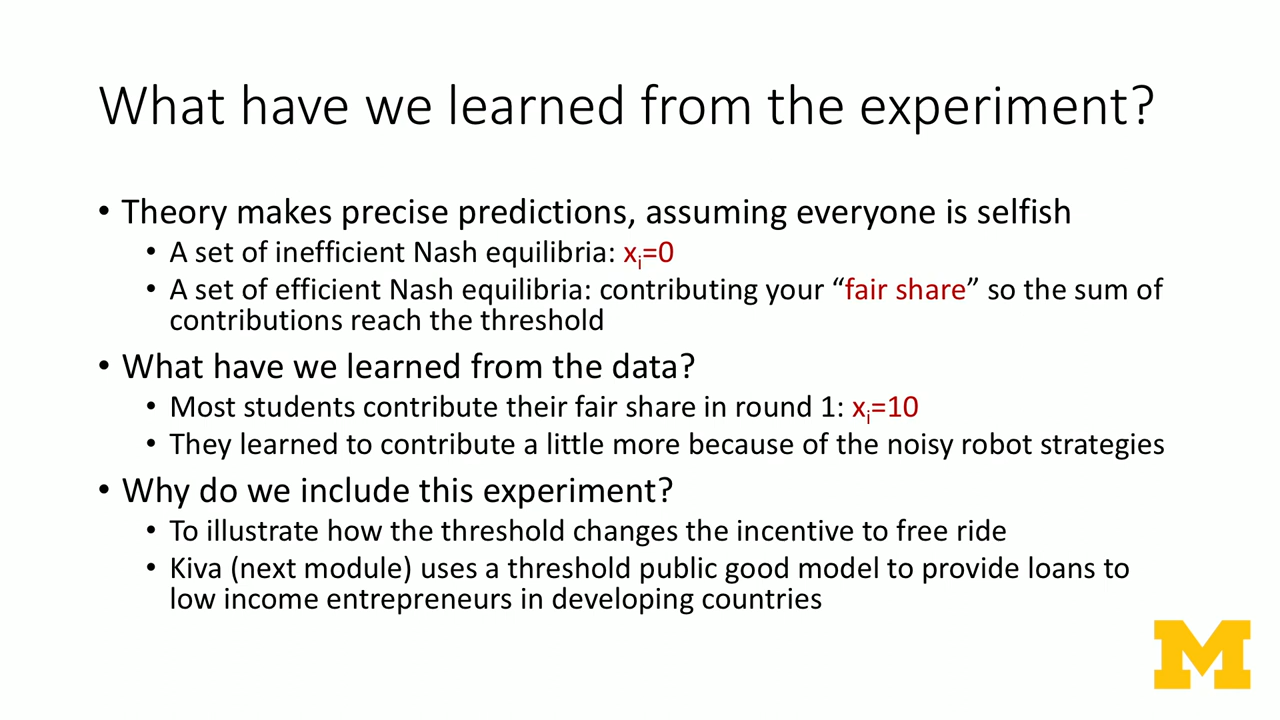 What have we learned from the experiment?
• Theory makes precise predictions, assuming everyone is selfish
• A set of inefficient Nash equilibria: xᵢ=0
• A set of efficient Nash equilibria: contributing your “fair share” so the sum of
contributions reach the threshold
• What have we learned from the data?
• Most students contribute their fair share in round 1: xᵢ=10
• They learned to contribute a little more because of the noisy robot strategies
• Why do we include this experiment?
• To illustrate how the threshold changes the incentive to free ride
• Kiva (next module) uses a threshold public good model to provide loans to
low income entrepreneurs in developing countries
M